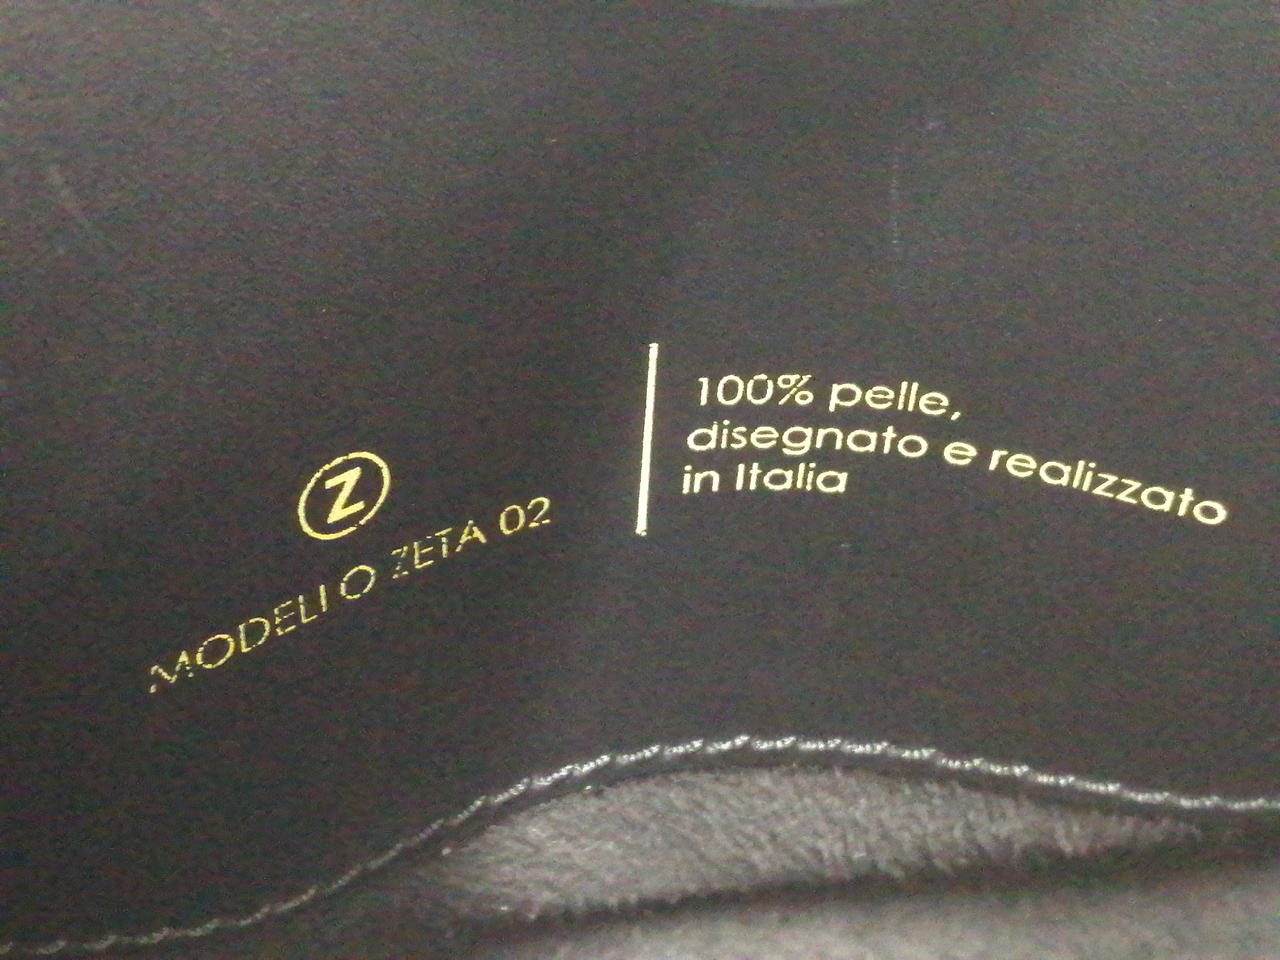 Z
MODELLO ZETA 02
100% pelle,
disegnato e realizzato
in Italia